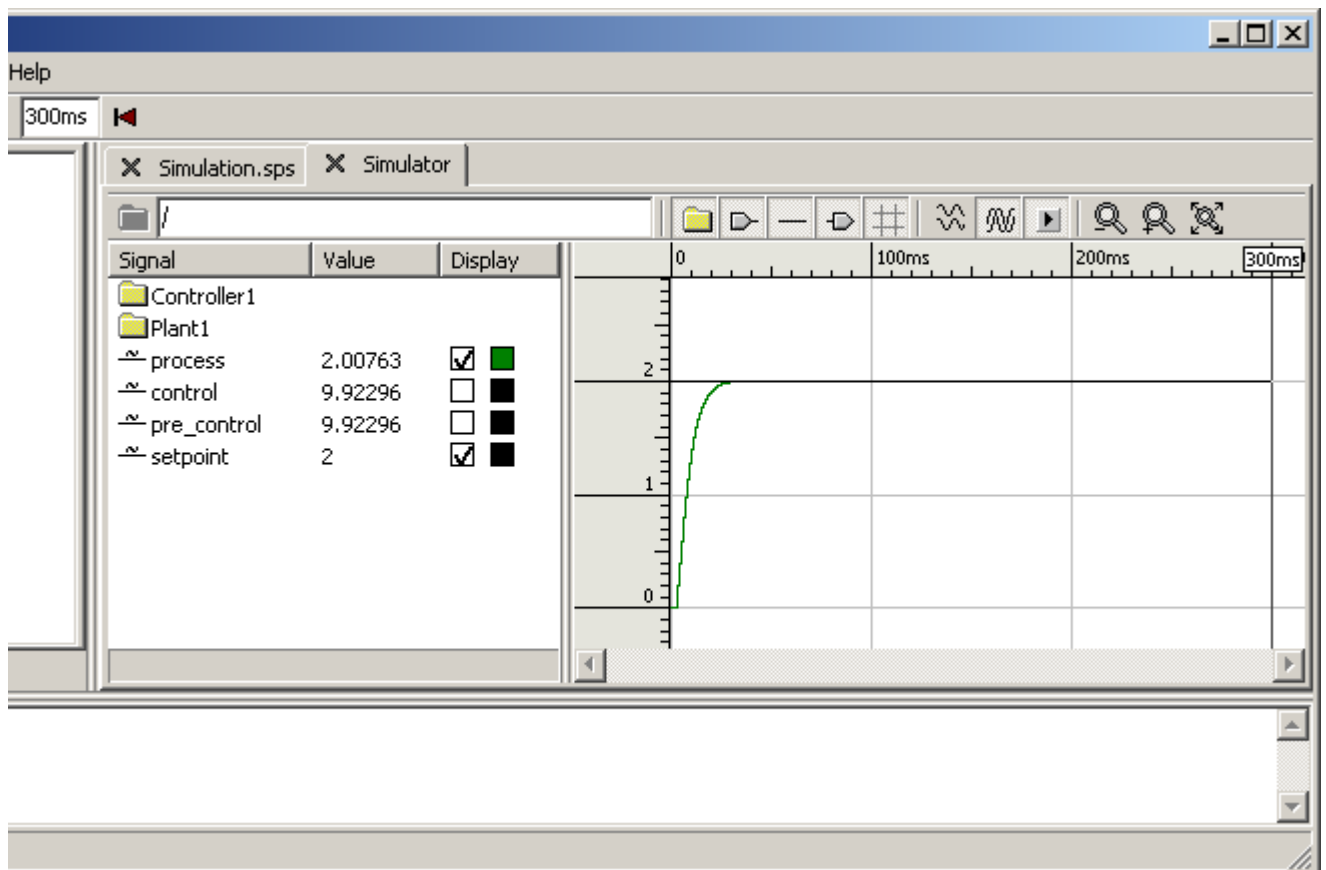 Help
300ms
Simulation.sps Simulator
/
Signal Value Display
0 100ms 200ms 300ms
Controller1
Plant1
process 2.00763
control 9.92296
pre_control 9.92296
setpoint 2
2
1
0